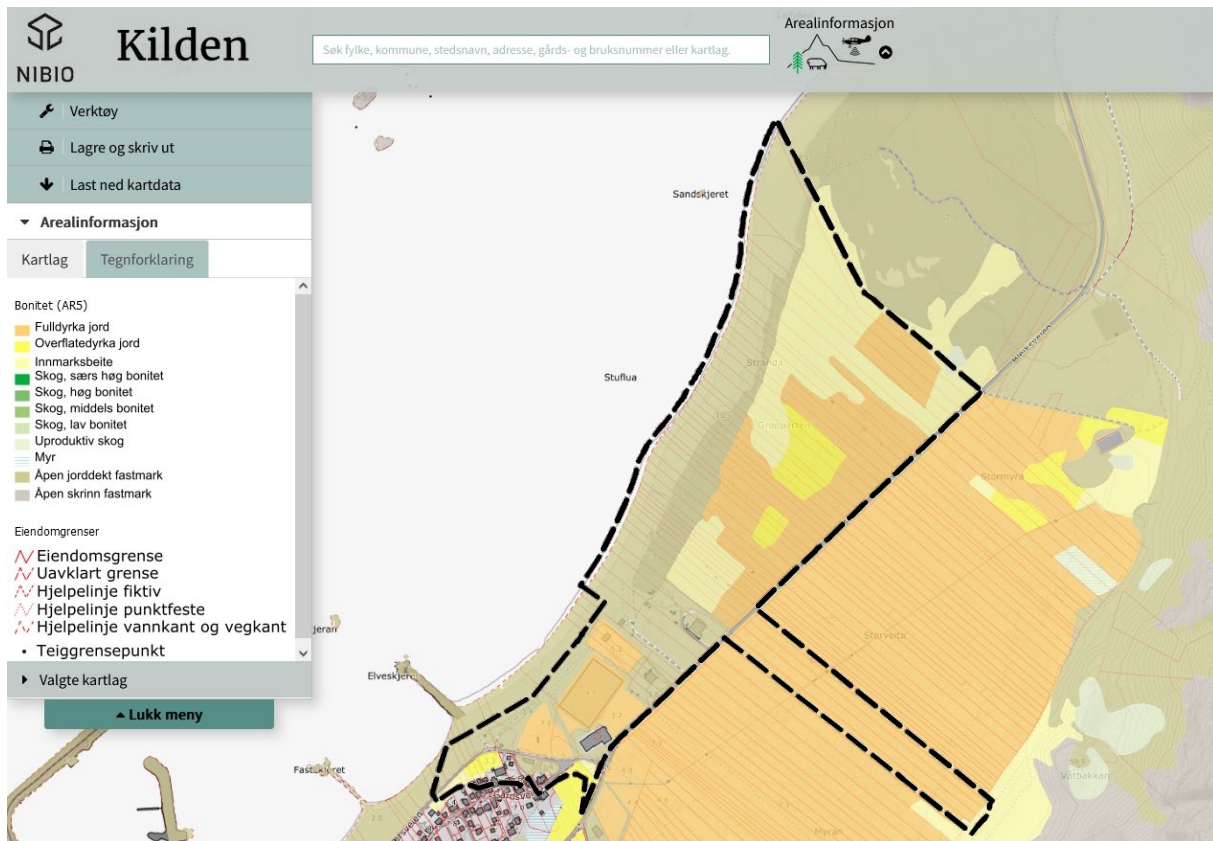 NIBIO
Kilden
Søk fylke, kommune, stedsnavn, adresse, gårds- og bruksnummer eller kartlag.
Arealinformasjon
Verktøy
Lagre og skriv ut
Last ned kartdata
Arealinformasjon
Kartlag
Tegnforklaring
Bonitet (AR5)
Fulldyrka jord
Overflatedyrka jord
Innmarksbeite
Skog, særs høg bonitet
Skog, høg bonitet
Skog, middels bonitet
Skog, lav bonitet
Uproduktiv skog
Myr
Åpen jorddekt fastmark
Åpen skrinn fastmark
Eiendomgrenser
Eiendomsgrense
Uavklart grense
Hjelpelinje fiktiv
Hjelpelinje punktfeste
Hjelpelinje vannkant og vegkant
Teiggrensepunkt
Valgte kartlag
Lukk meny
Sandskjeret
Stuflua
Stranda
Stormyra
Storveita
jeran
Vatbakkan
Myran